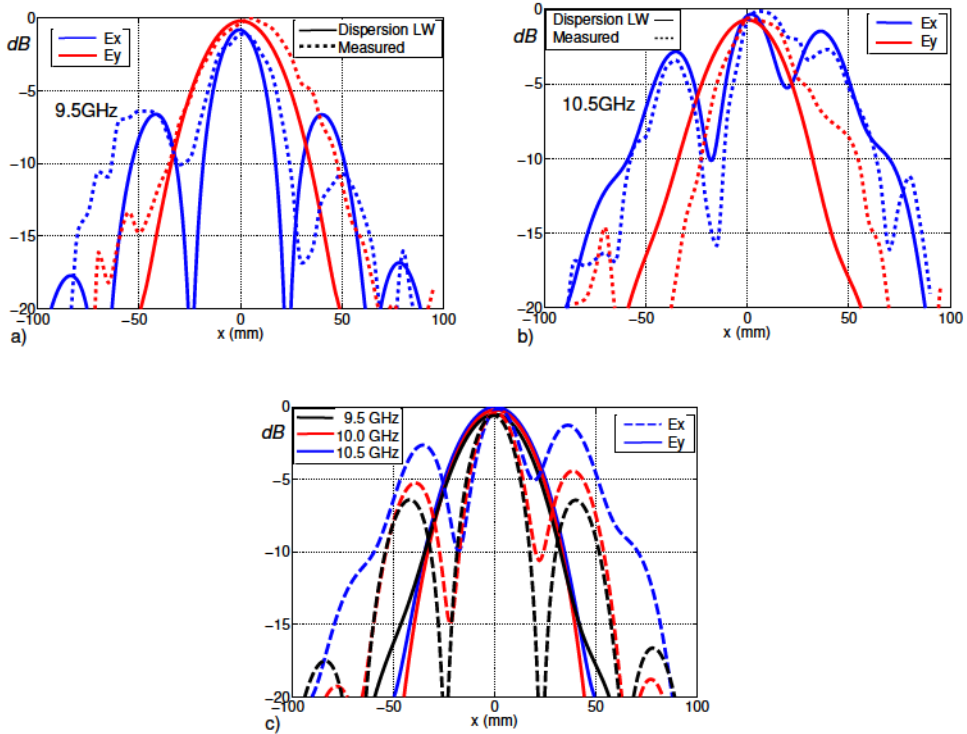 0
dB
−5
−10
−15
−20
Ex
Ey
Dispersion LW
Measured
9.5GHz
−100
−50
0
50
100
x (mm)
a)
0
dB
−5
−10
−15
−20
Dispersion LW
Measured
Ex
Ey
10.5GHz
−100
−50
0
50
100
x (mm)
b)
0
dB
−5
−10
−15
−20
9.5 GHz
10.0 GHz
10.5 GHz
Ex
Ey
−100
−50
0
50
100
x (mm)
c)